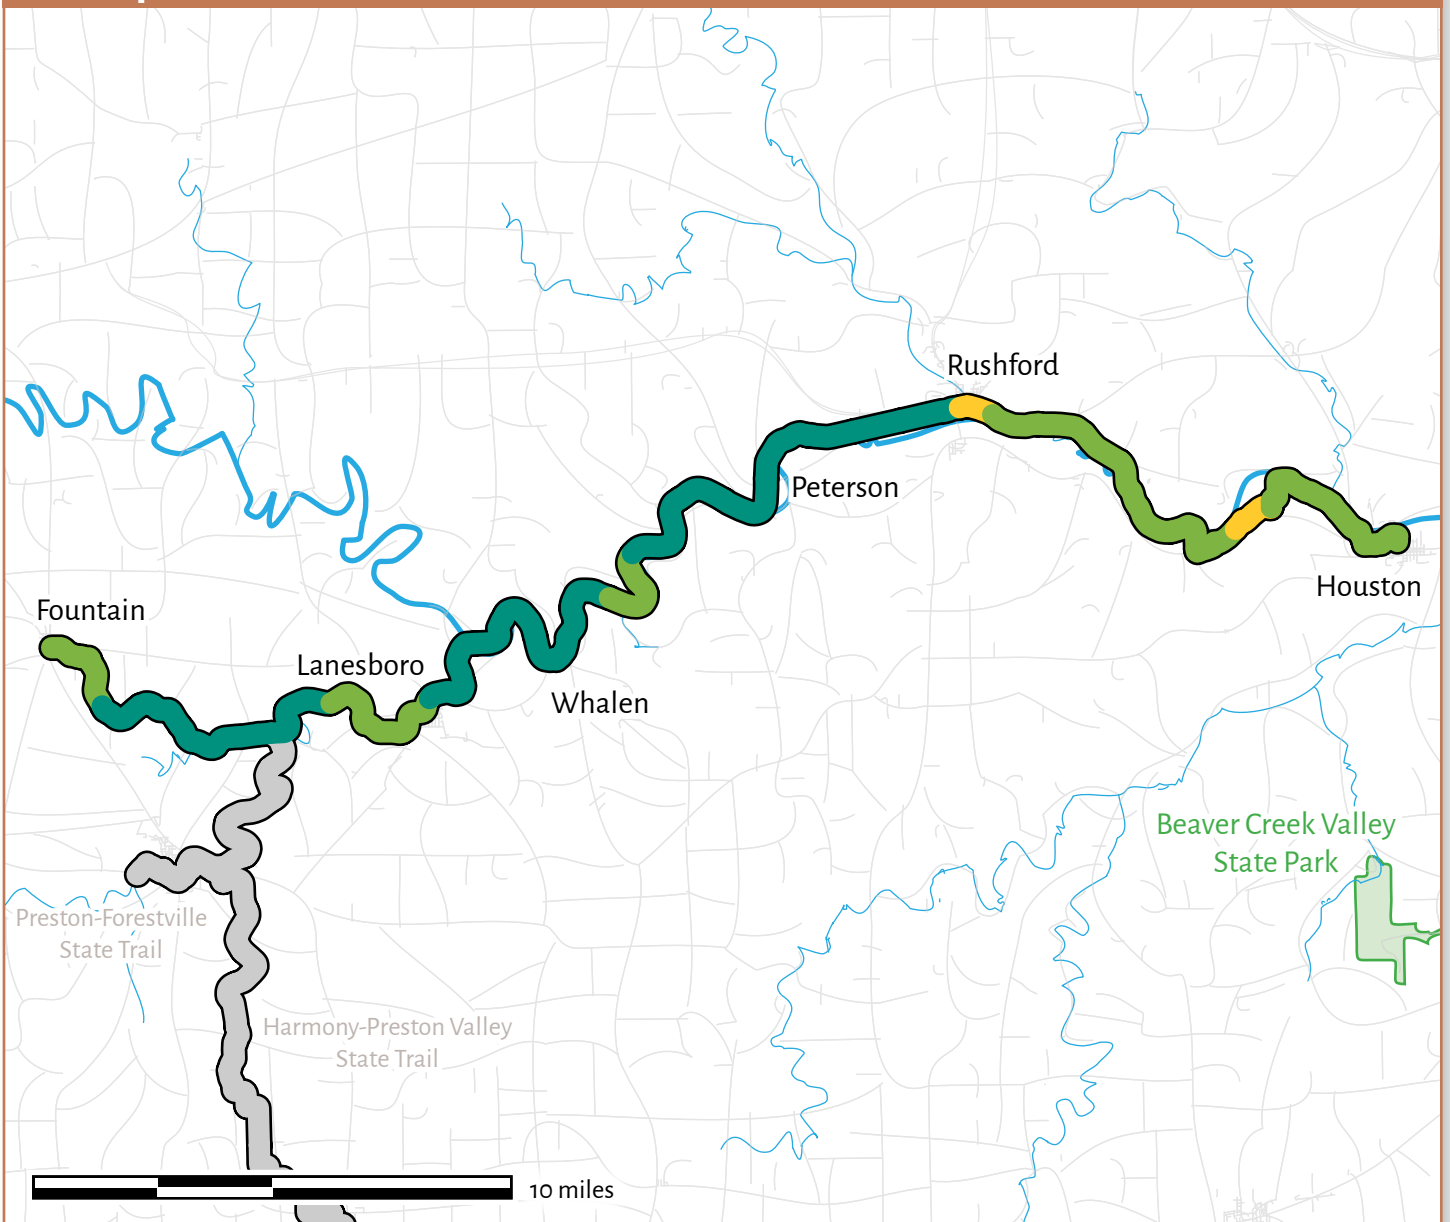 Rushford
Peterson
Houston
Fountain
Lanesboro
Whalen
Beaver Creek Valley
State Park
Preston-Forestville
State Trail
Harmony-Preston Valley
State Trail
10 miles